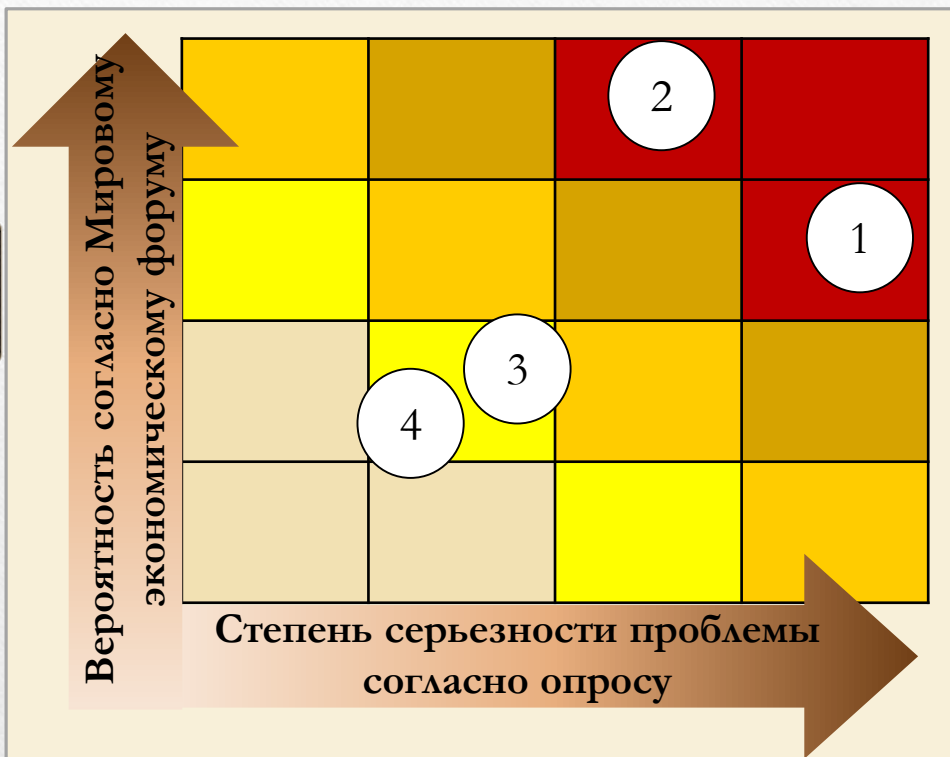 Вероятность согласно Мировому
экономическому форуму
2
1
3
4
Степень серьезности проблемы
согласно опросу